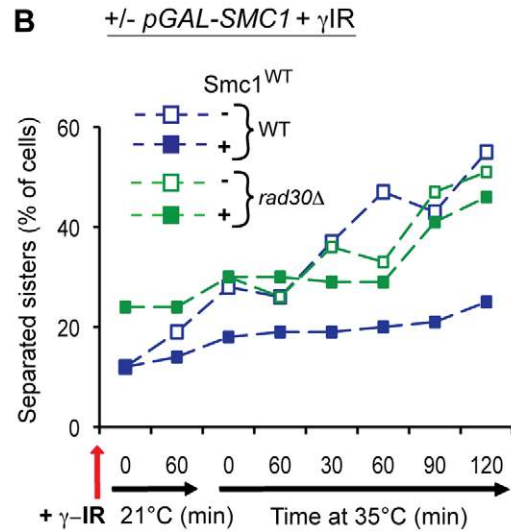 B
+/- pGAL-SMC1 + γIR
Smc1WT
-
+
WT
-
+
rad30Δ
Separated sisters (% of cells)
60
40
20
0
0 60 0 60 30 60 90 120
+ γ-IR 21°C (min) Time at 35°C (min)